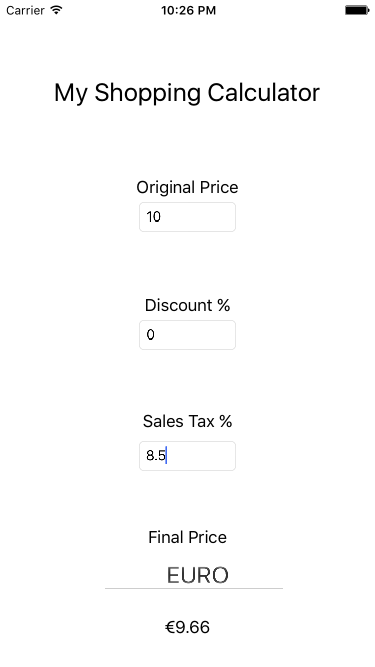 Carrier 10:26 PM
My Shopping Calculator
Original Price
10
Discount %
0
Sales Tax %
8.5
Final Price
EURO
€9.66